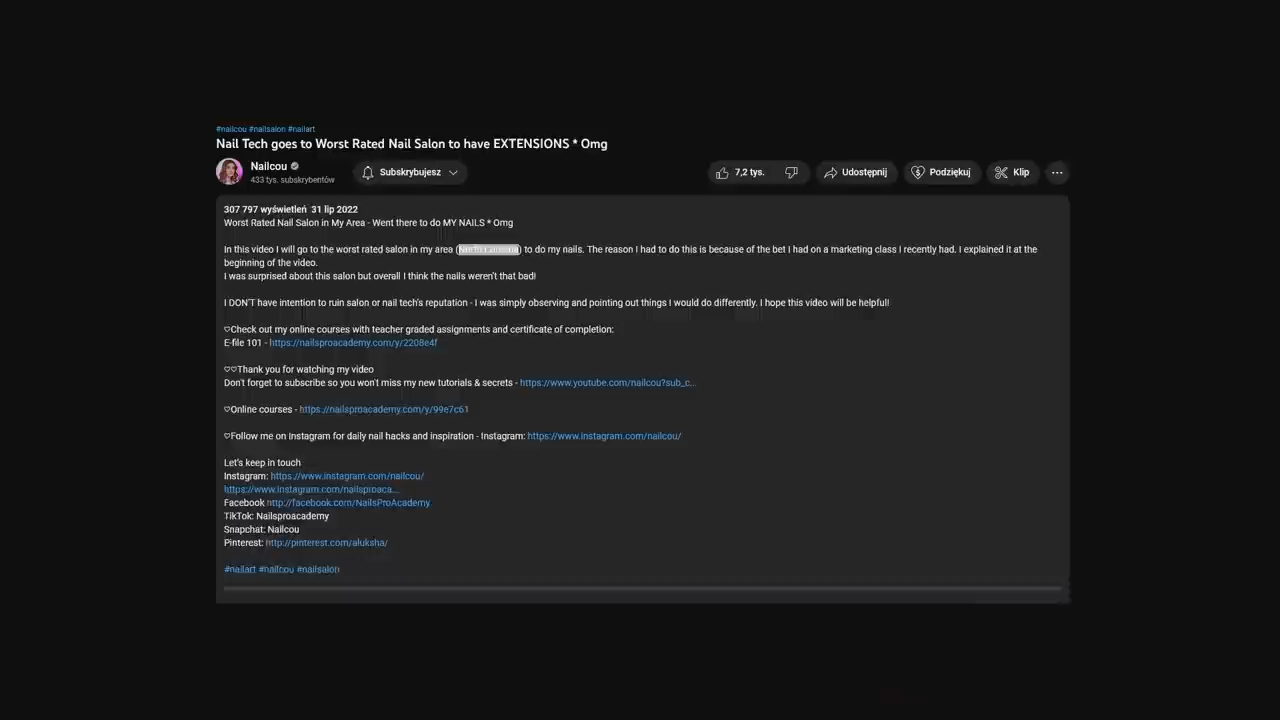 #nailcou #nailsalon #nailart
Nail Tech goes to Worst Rated Nail Salon to have EXTENSIONS * Omg
Nailcou
433 tys. subskrybentów
Subskrybujesz
7,2 tys.
Udostępnij
Podziękuj
Klip
307 797 wyświetleń 31 lip 2022
Worst Rated Nail Salon in My Area - Went there to do MY NAILS * Omg
In this video I will go to the worst rated salon in my area ( ) to do my nails. The reason I had to do this is because of the bet I had on a marketing class I recently had. I explained it at the
beginning of the video.
I was surprised about this salon but overall I think the nails weren't that bad!
I DON'T have intention to ruin salon or nail tech's reputation - I was simply observing and pointing out things I would do differently. I hope this video will be helpful!
♡Check out my online courses with teacher graded assignments and certificate of completion:
E-file 101 - https://nailsproacademy.com/y/2208e4f
♡♡Thank you for watching my video
Don't forget to subscribe so you won't miss my new tutorials & secrets - https://www.youtube.com/nailcou?sub_c...
♡Online courses - https://nailsproacademy.com/y/99e7c61
♡Follow me on Instagram for daily nail hacks and inspiration - Instagram: https://www.instagram.com/nailcou/
Let's keep in touch
Instagram: https://www.instagram.com/nailcou/
https://www.instagram.com/nailsproaca...
Facebook http://facebook.com/NailsProAcademy
TikTok: Nailsproacademy
Snapchat: Nailcou
Pinterest: http://pinterest.com/aluksha/
#nailart #nailcou #nailsalon